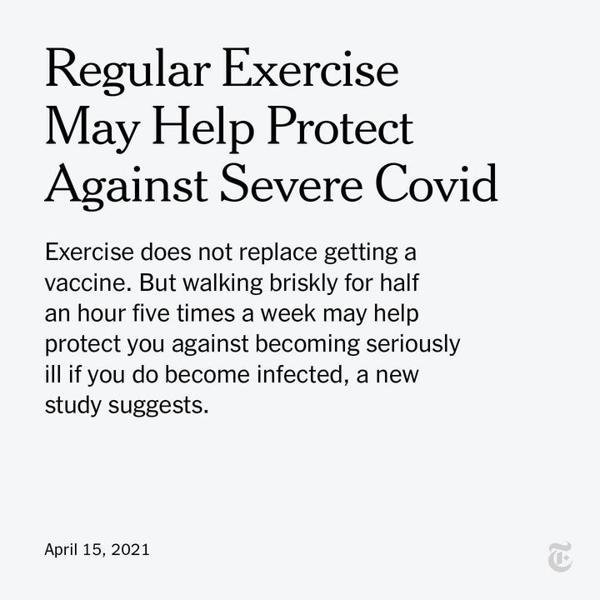 Regular Exercise
May Help Protect
Against Severe Covid
Exercise does not replace getting a
vaccine. But walking briskly for half
an hour five times a week may help
protect you against becoming seriously
ill if you do become infected, a new
study suggests.
April 15, 2021
T